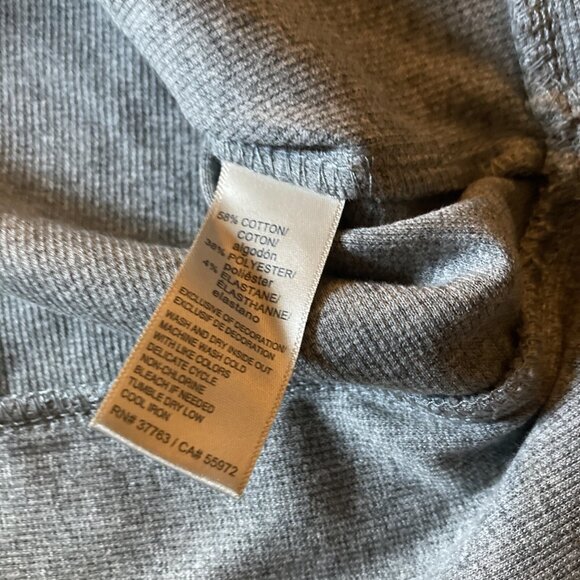 58% COTTON/
COTON/
algodón
38% POLYESTER/
poliéster
4% ELASTANE/
ÉLASTHANNE/
elastano
EXCLUSIVE OF DECORATION/
EXCLUSIF DE DECORATION
WASH AND DRY INSIDE OUT
MACHINE WASH COLD
WITH LIKE COLORS
DELICATE CYCLE
NON-CHLORINE
BLEACH IF NEEDED
TUMBLE DRY LOW
COOL IRON
RN# 37763 / CA# 55972